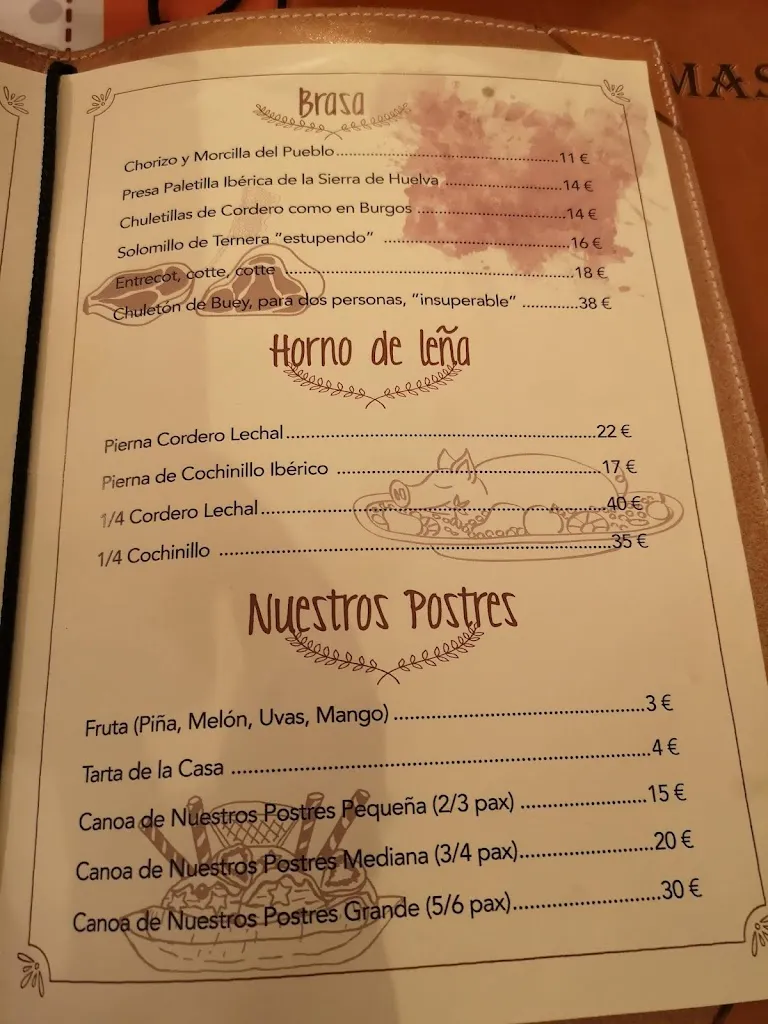 MAS
Brasa
Chorizo y Morcilla del Pueblo 11 €
Presa Paletilla Ibérica de la Sierra de Huelva 14 €
Chuletillas de Cordero como en Burgos 14 €
Solomillo de Ternera "estupendo" 16 €
Entrecot, cotte, cotte 18 €
Chuletón de Buey, para dos personas, "insuperable" 38 €
Horno de leña
Pierna Cordero Lechal 22 €
Pierna de Cochinillo Ibérico 17 €
1/4 Cordero Lechal 40 €
1/4 Cochinillo 35 €
Nuestros Postres
Fruta (Piña, Melón, Uvas, Mango) 3 €
Tarta de la Casa 4 €
Canoa de Nuestros Postres Pequeña (2/3 pax) 15 €
Canoa de Nuestros Postres Mediana (3/4 pax) 20 €
Canoa de Nuestros Postres Grande (5/6 pax) 30 €